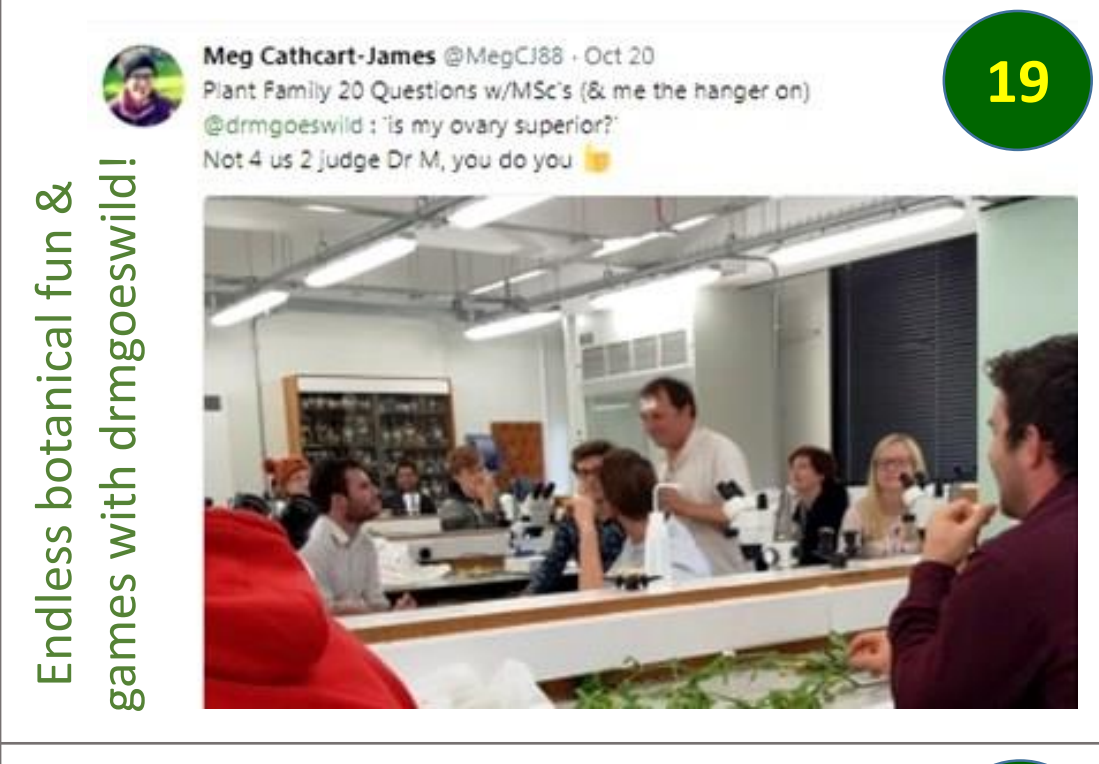 Meg Cathcart-James @MegCJ88 · Oct 20
Plant Family 20 Questions w/MSc's (& me the hanger on)
@drmgoeswild : 'is my ovary superior?'
Not 4 us 2 judge Dr M, you do you
19
Endless botanical fun &
games with drmgoeswild!